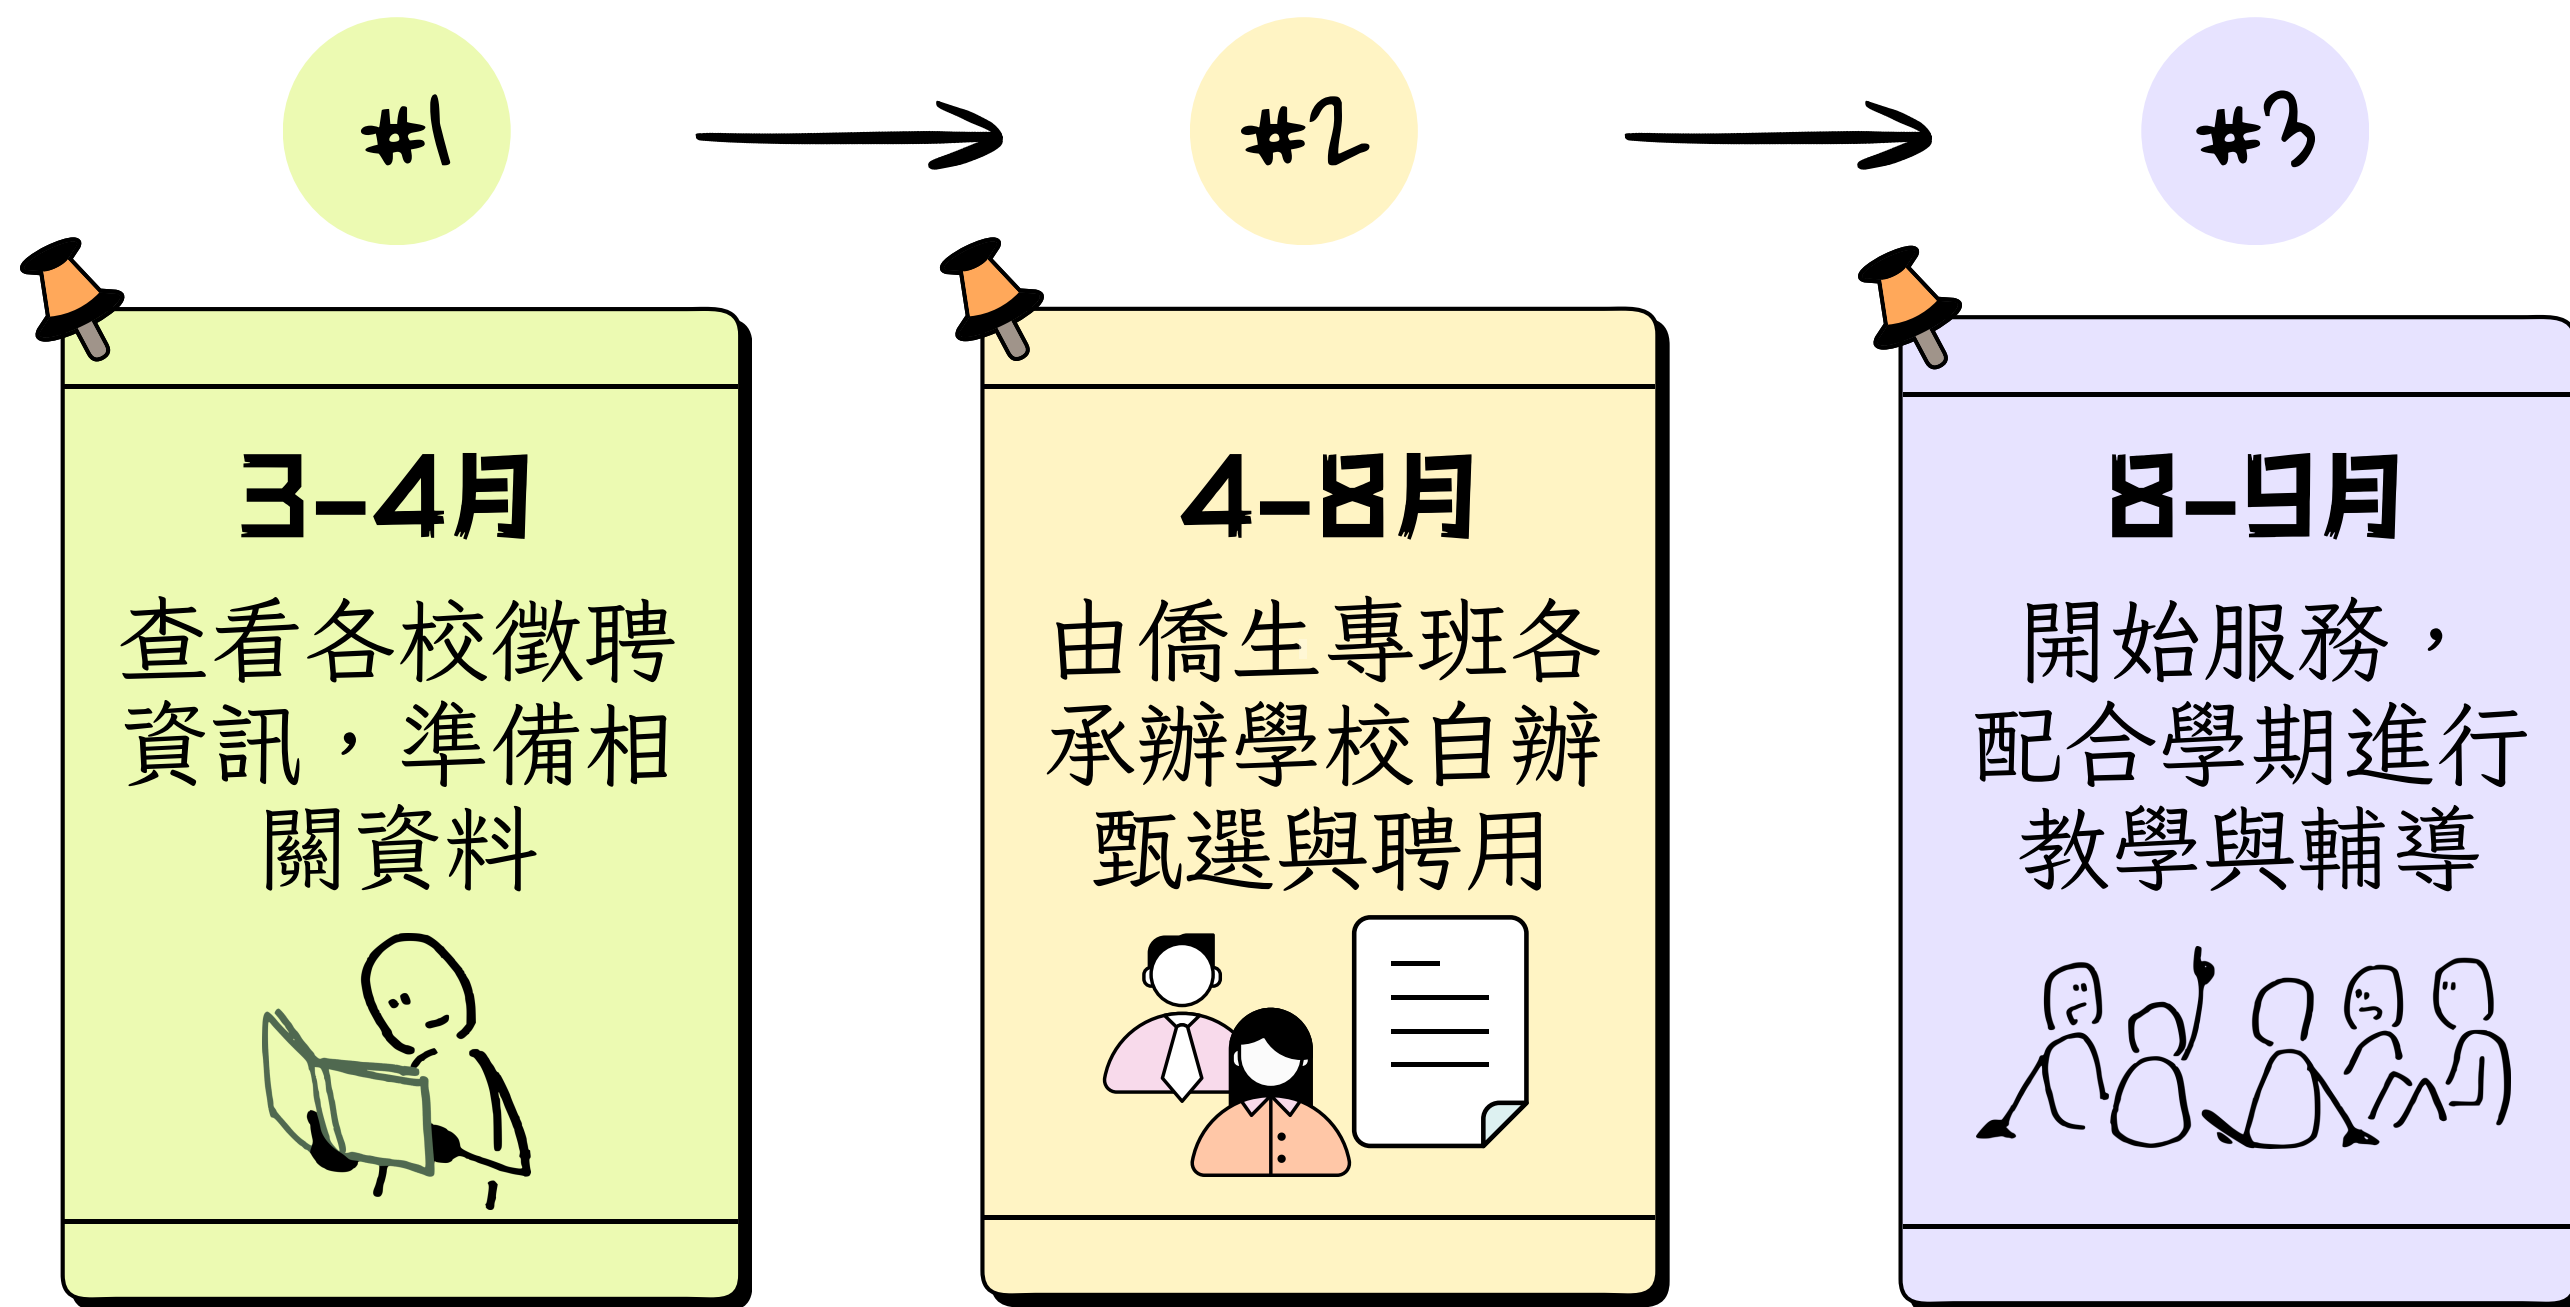 #1
3-4月
查看各校徵聘
資訊，準備相
關資料
#2
4-8月
由僑生專班各
承辦學校自辦
甄選與聘用
#3
8-9月
開始服務，
配合學期進行
教學與輔導